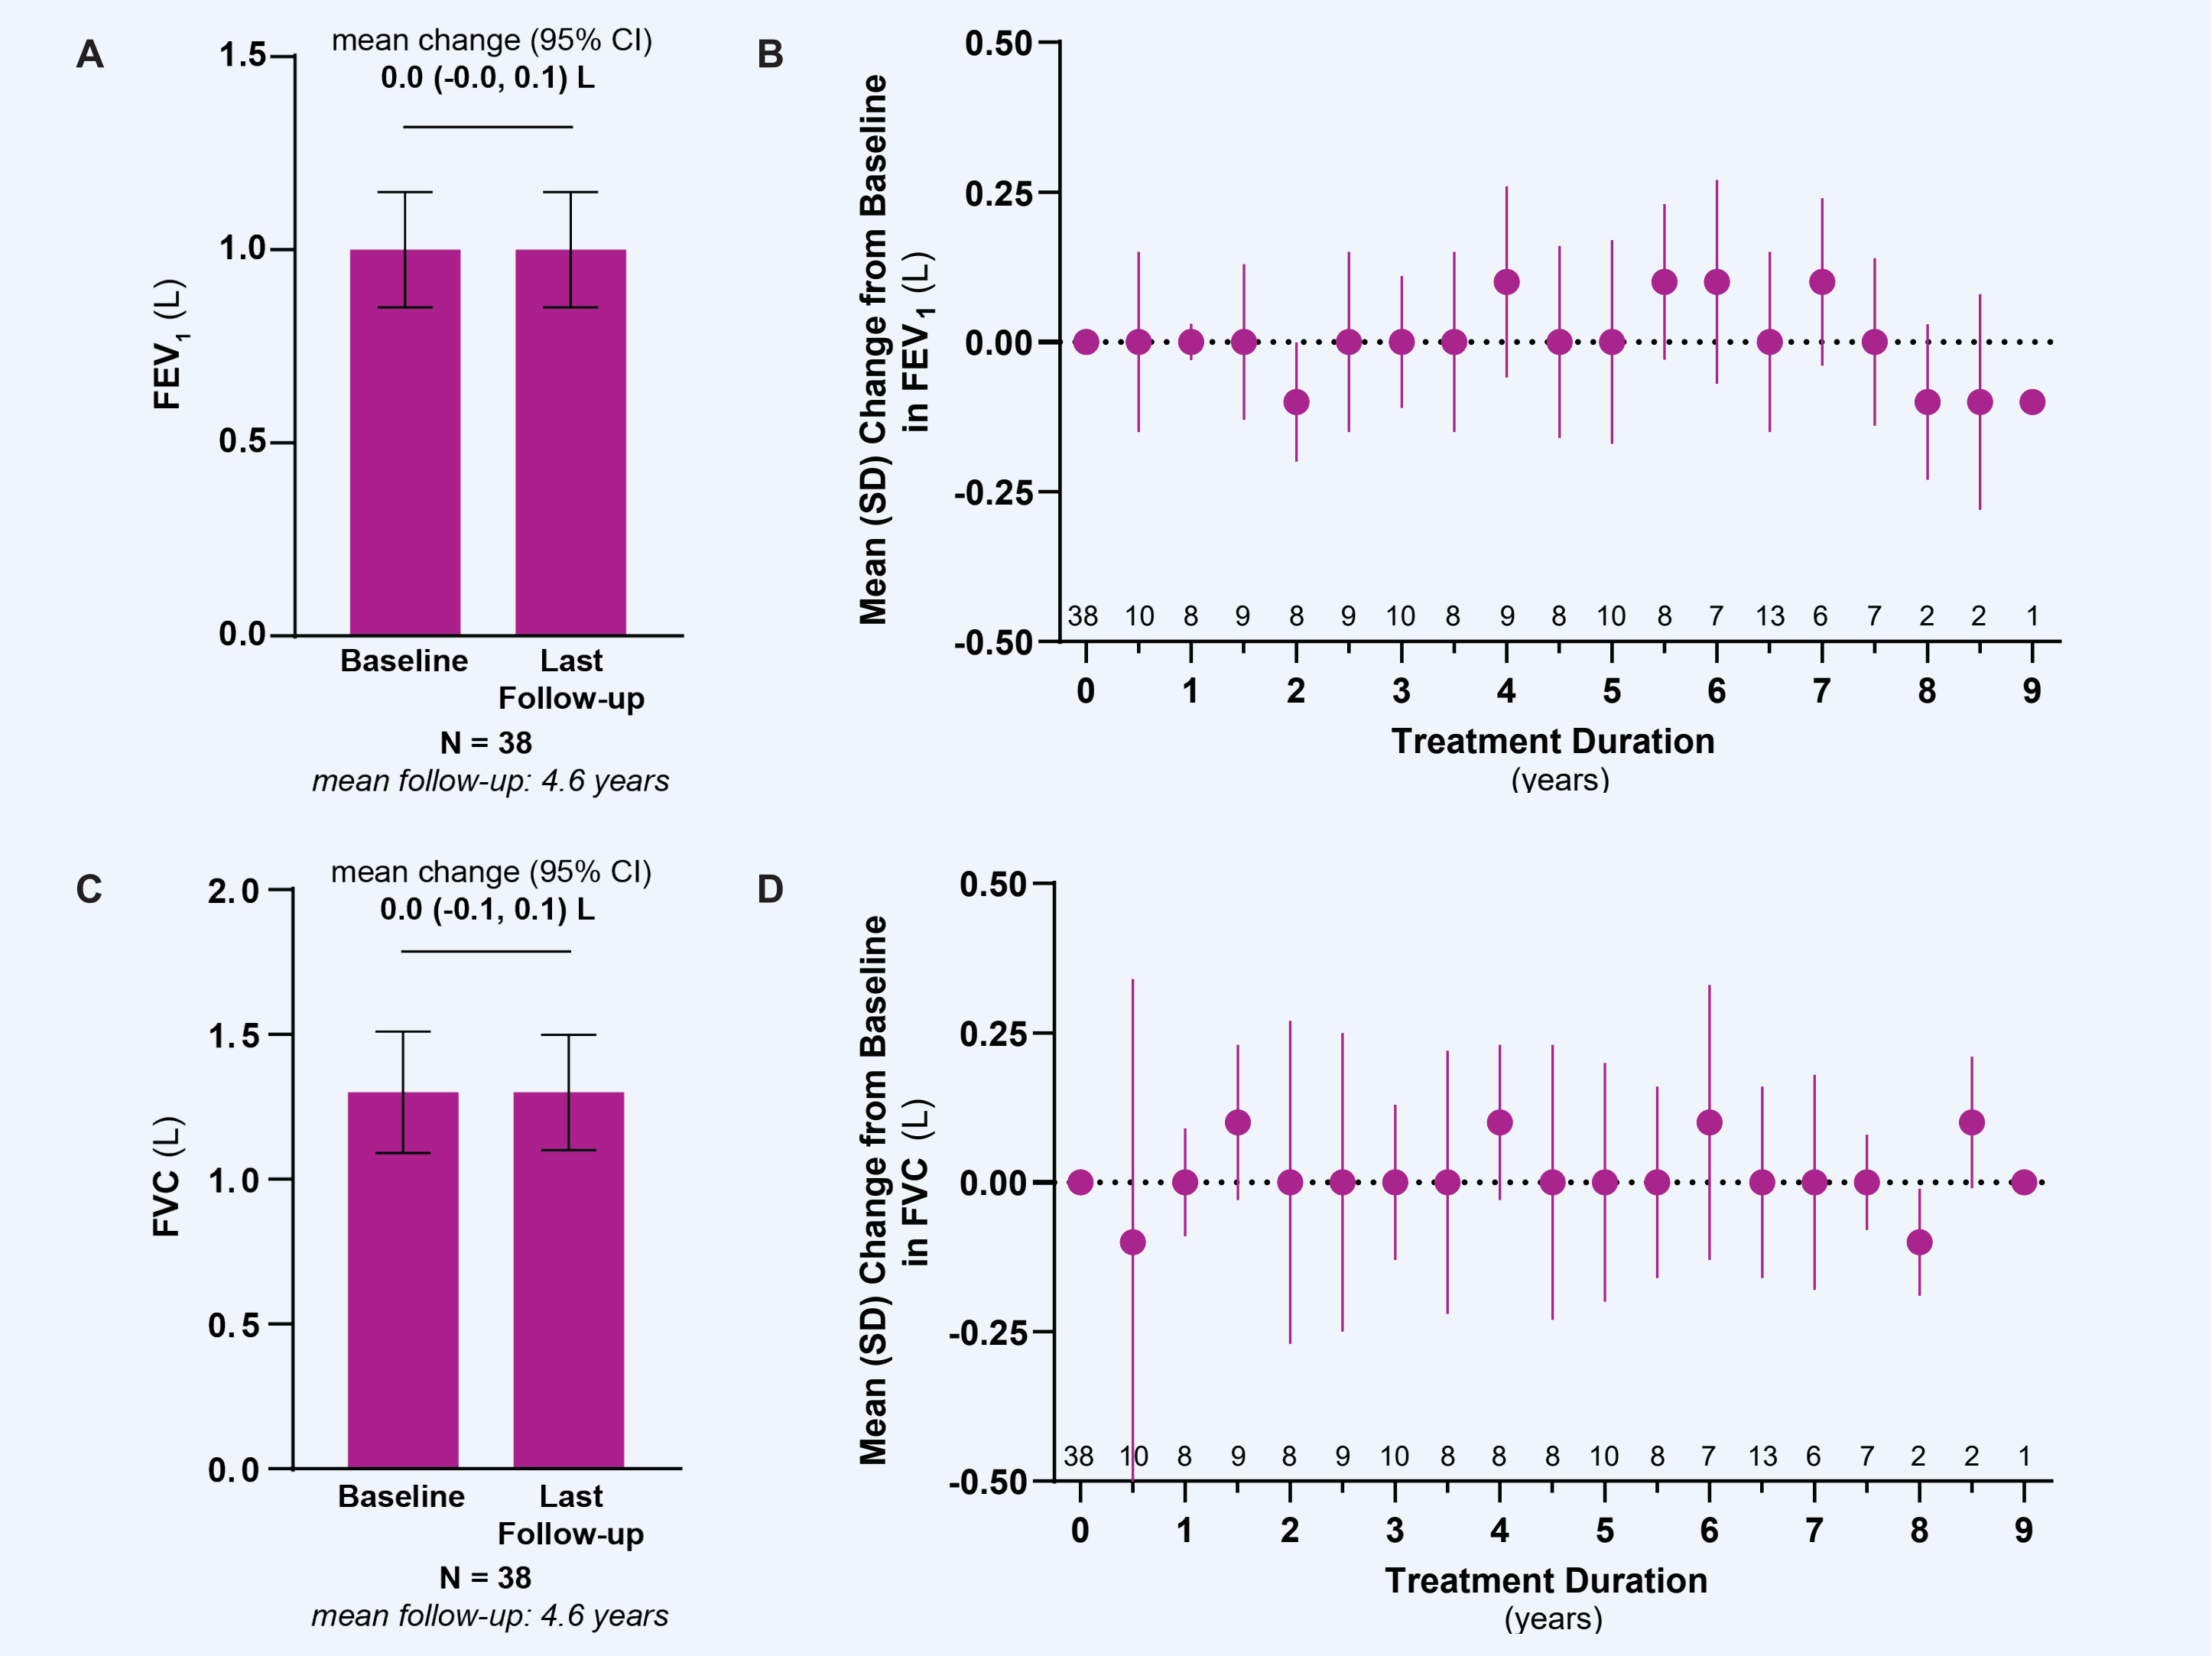 A
mean change (95% CI)
0.0 (-0.0, 0.1) L
1.5
1.0
0.5
0.0
FEV1 (L)
Baseline
Last
Follow-up
N = 38
mean follow-up: 4.6 years
B
Mean (SD) Change from Baseline
in FEV1 (L)
0.50
0.25
0.00
-0.25
-0.50
38 10 8 9 8 9 10 8 9 8 10 8 7 13 6 7 2 2 1
0 1 2 3 4 5 6 7 8 9
Treatment Duration
(years)
C
mean change (95% CI)
0.0 (-0.1, 0.1) L
2.0
1.5
1.0
0.5
0.0
FVC (L)
Baseline
Last
Follow-up
N = 38
mean follow-up: 4.6 years
D
Mean (SD) Change from Baseline
in FVC (L)
0.50
0.25
0.00
-0.25
-0.50
38 10 8 9 8 9 10 8 8 8 10 8 7 13 6 7 2 2 1
0 1 2 3 4 5 6 7 8 9
Treatment Duration
(years)